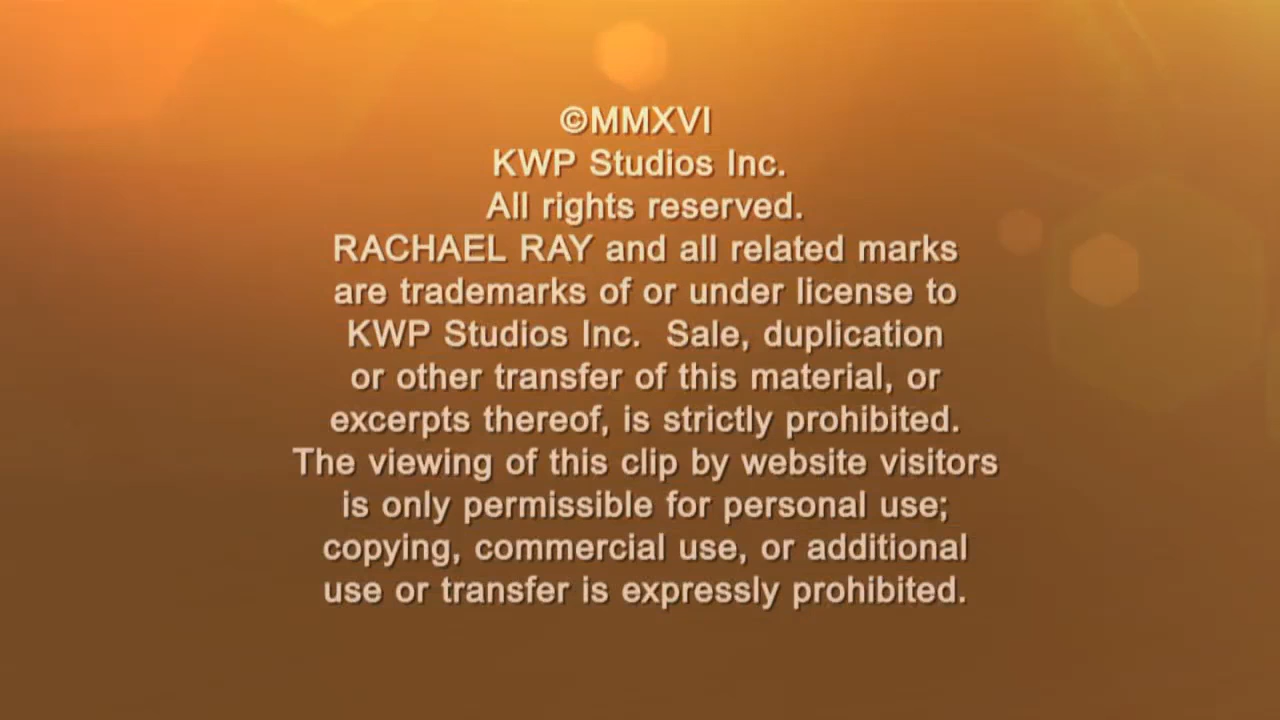 ©MMXVI
KWP Studios Inc.
All rights reserved.
RACHAEL RAY and all related marks
are trademarks of or under license to
KWP Studios Inc.  Sale, duplication
or other transfer of this material, or
excerpts thereof, is strictly prohibited.
The viewing of this clip by website visitors
is only permissible for personal use;
copying, commercial use, or additional
use or transfer is expressly prohibited.